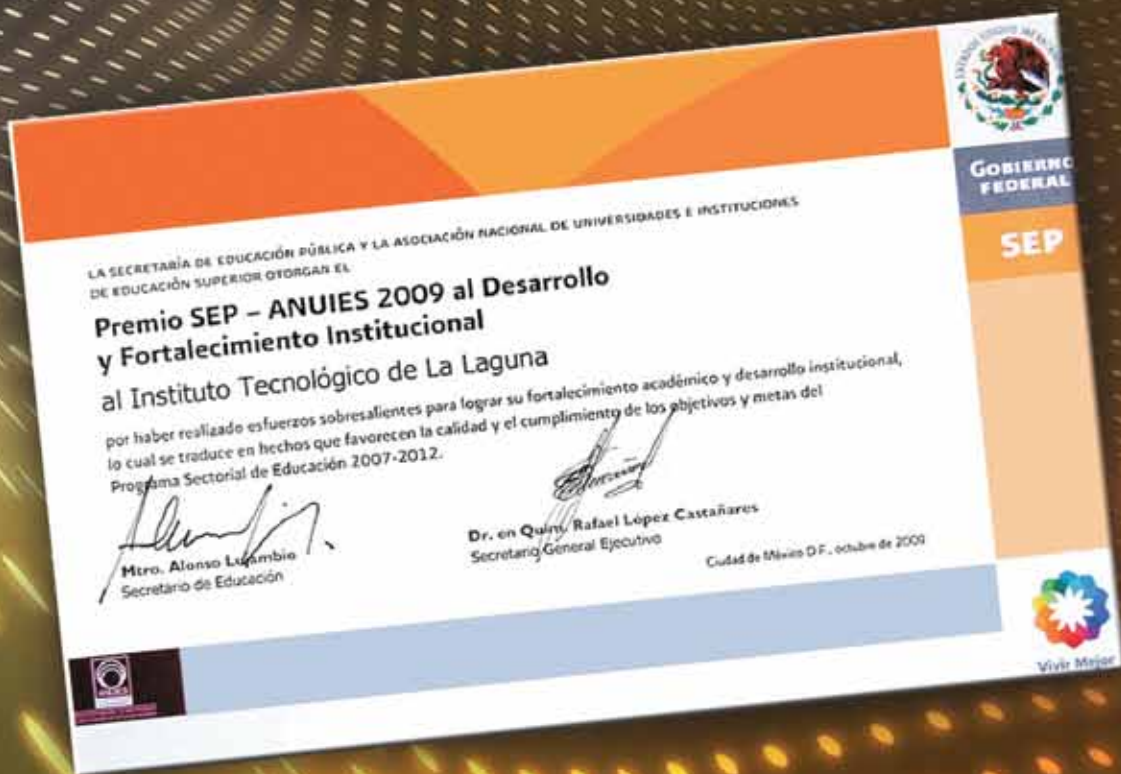 LA SECRETARÍA DE EDUCACIÓN PÚBLICA Y LA ASOCIACIÓN NACIONAL DE UNIVERSIDADES E INSTITUCIONES
DE EDUCACIÓN SUPERIOR OTORGAN EL
Premio SEP – ANUIES 2009 al Desarrollo
y Fortalecimiento Institucional
al Instituto Tecnológico de La Laguna
por haber realizado esfuerzos sobresalientes para lograr su fortalecimiento académico y desarrollo institucional,
lo cual se traduce en hechos que favorecen la calidad y el cumplimiento de los objetivos y metas del
Programa Sectorial de Educación 2007-2012.
Mtro. Alonso Lujambio
Secretario de Educación
Dr. en Quím. Rafael López Castañares
Secretario General Ejecutivo
Ciudad de México D.F., octubre de 2009
GOBIERNO
FEDERAL
SEP
Vivir Mejor
ANUIES